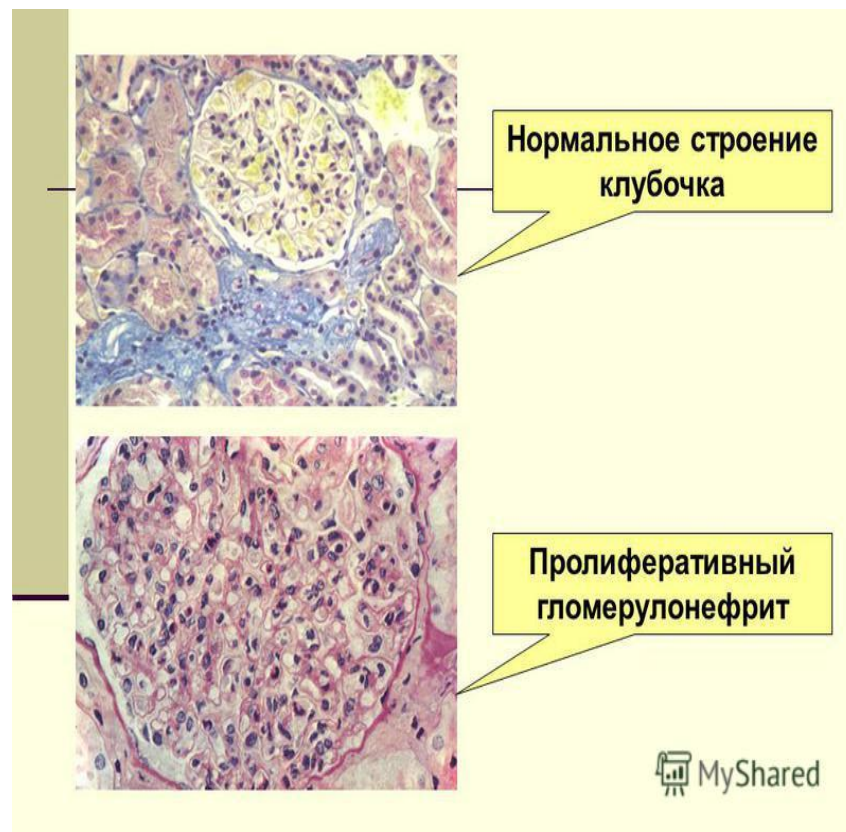 Нормальное строение
клубочка
Пролиферативный
гломерулонефрит
MyShared